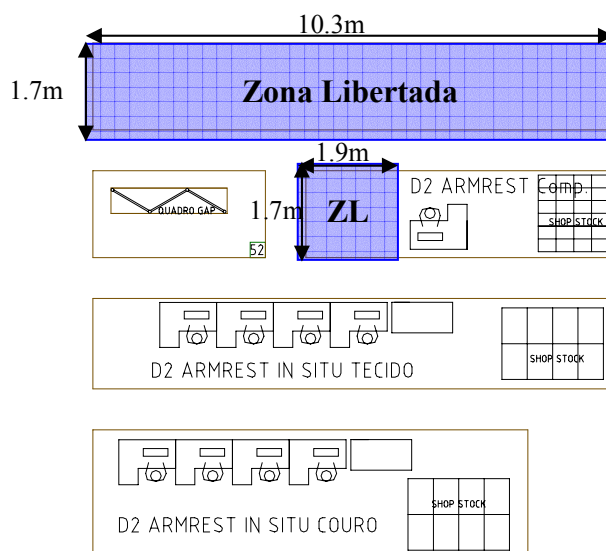 10.3m
1.7m
Zona Libertada
1.9m
D2 ARMREST Comp.
1.7m
ZL
QUADRO GAP
SHOP STOCK
52
D2 ARMREST IN SITU TECIDO
SHOP STOCK
SHOP STOCK
D2 ARMREST IN SITU COURO